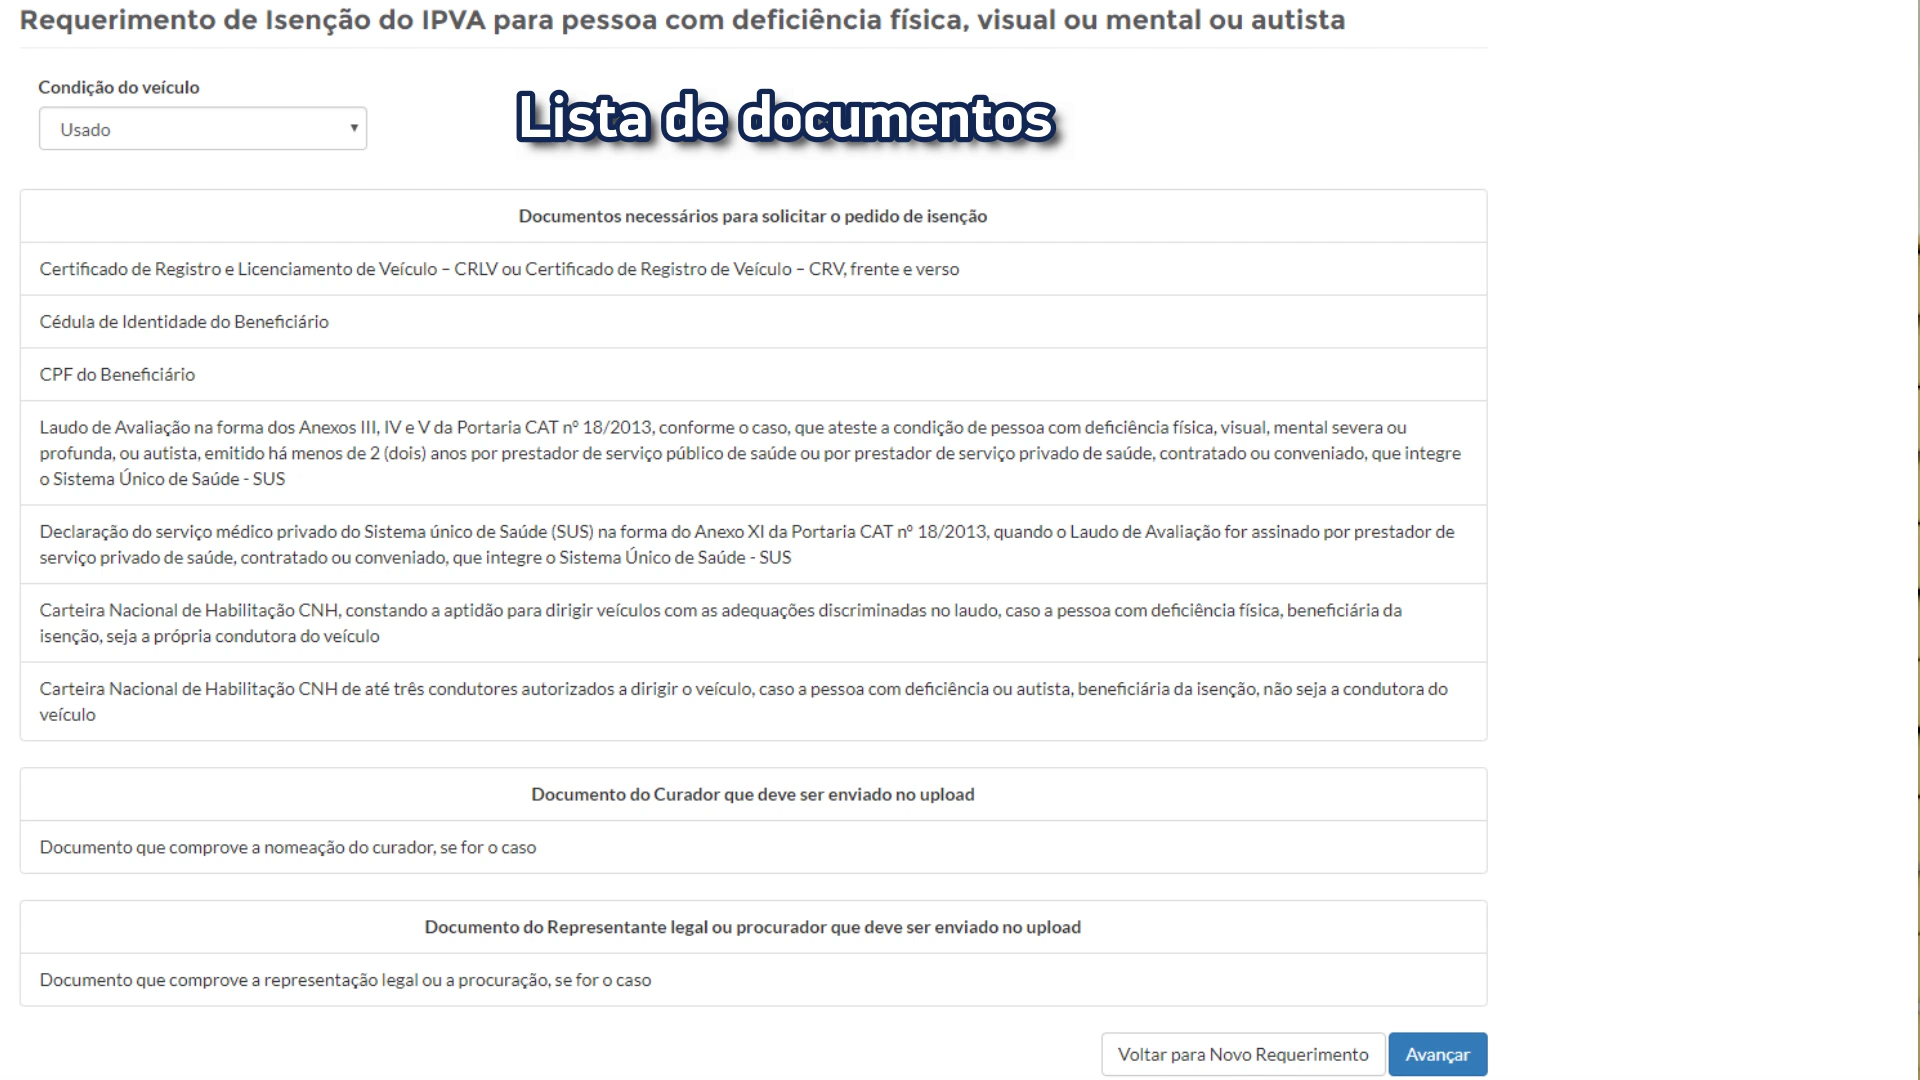 Requerimento de Isenção do IPVA para pessoa com deficiência física, visual ou mental ou autista
Condição do veículo
Usado
Lista de documentos
Documentos necessários para solicitar o pedido de isenção
Certificado de Registro e Licenciamento de Veículo – CRLV ou Certificado de Registro de Veículo – CRV, frente e verso
Cédula de Identidade do Beneficiário
CPF do Beneficiário
Laudo de Avaliação na forma dos Anexos III, IV e V da Portaria CAT nº 18/2013, conforme o caso, que ateste a condição de pessoa com deficiência física, visual, mental severa ou
profunda, ou autista, emitido há menos de 2 (dois) anos por prestador de serviço público de saúde ou por prestador de serviço privado de saúde, contratado ou conveniado, que integre
o Sistema Único de Saúde - SUS
Declaração do serviço médico privado do Sistema único de Saúde (SUS) na forma do Anexo XI da Portaria CAT nº 18/2013, quando o Laudo de Avaliação for assinado por prestador de
serviço privado de saúde, contratado ou conveniado, que integre o Sistema Único de Saúde - SUS
Carteira Nacional de Habilitação CNH, constando a aptidão para dirigir veículos com as adequações discriminadas no laudo, caso a pessoa com deficiência física, beneficiária da
isenção, seja a própria condutora do veículo
Carteira Nacional de Habilitação CNH de até três condutores autorizados a dirigir o veículo, caso a pessoa com deficiência ou autista, beneficiária da isenção, não seja a condutora do
veículo
Documento do Curador que deve ser enviado no upload
Documento que comprove a nomeação do curador, se for o caso
Documento do Representante legal ou procurador que deve ser enviado no upload
Documento que comprove a representação legal ou a procuração, se for o caso
Voltar para Novo Requerimento
Avançar